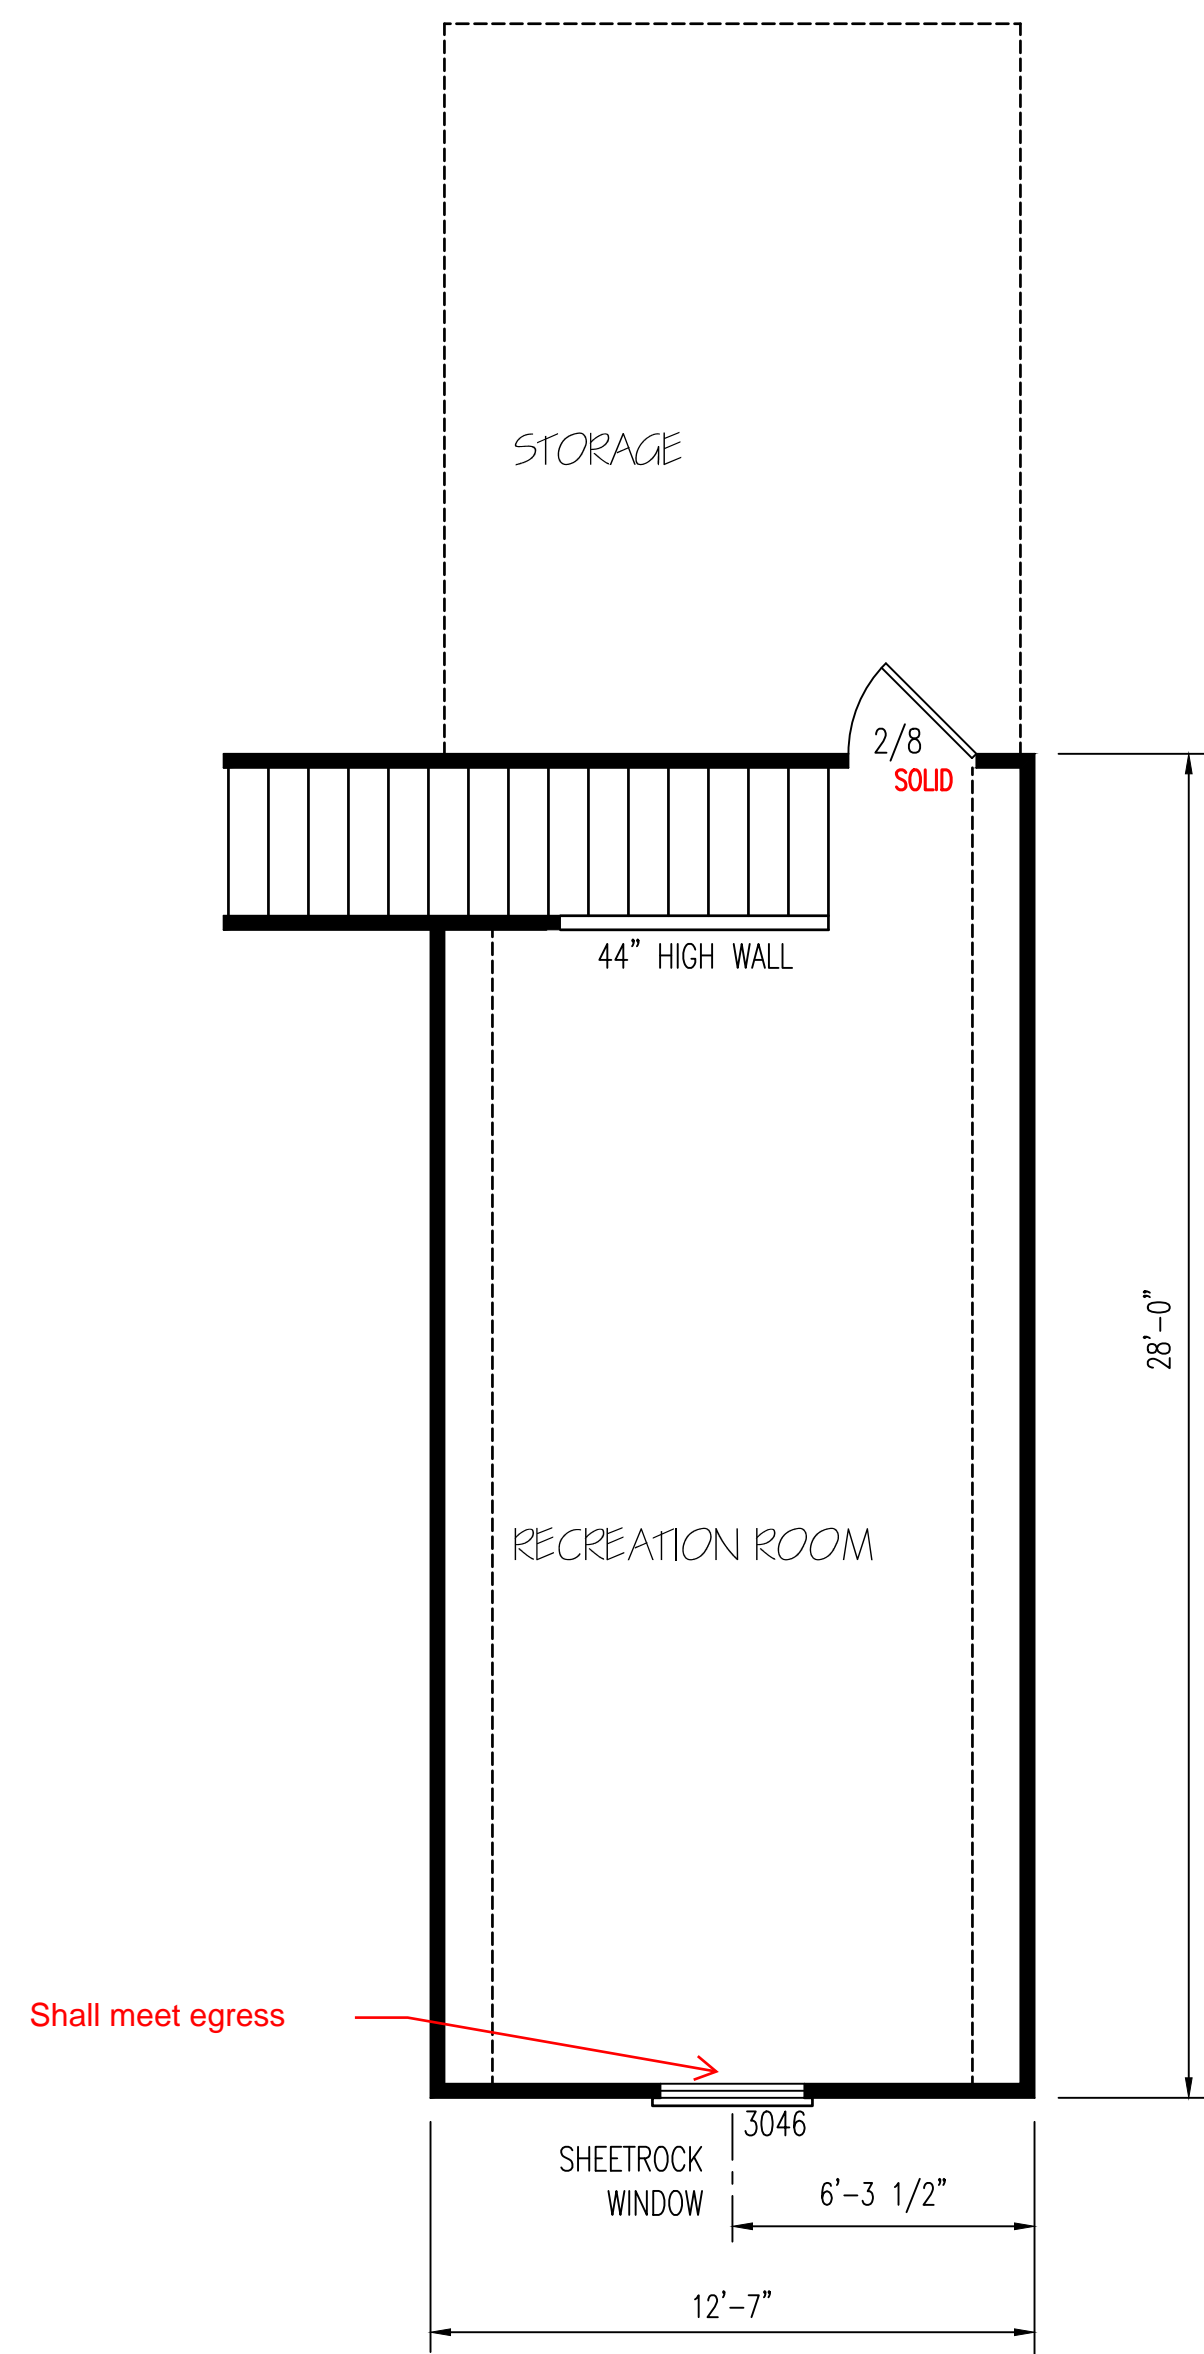 STORAGE
2/8
SOLID
44” HIGH WALL
28'-0”
RECREATION ROOM
Shall meet egress
3046
SHEETROCK
WINDOW
6'-3 1/2”
12'-7”